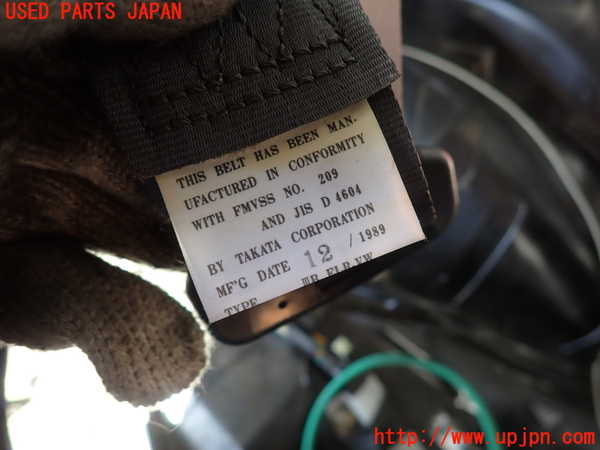 USED PARTS JAPAN
THIS BELT HAS BEEN MAN-
UFACTURED IN CONFORMITY
WITH FMVSS NO. 209
AND JIS D 4604
BY TAKATA CORPORATION
MF'G DATE 12 / 1989
TYPE
http://www.upjpn.com/